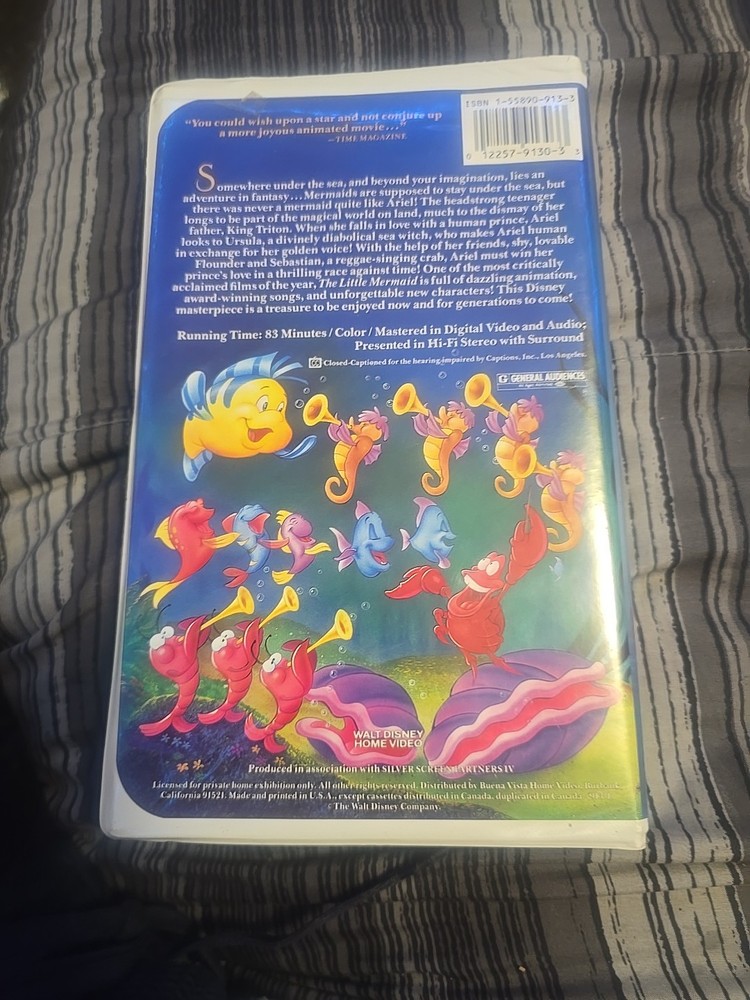 ISBN 1-55890-913-3
"You could wish upon a star and not conjure up
a more joyous animated movie..."
—TIME MAGAZINE
0 12257-9130-3 3
Somewhere under the sea, and beyond your imagination, lies an
adventure in fantasy...Mermaids are supposed to stay under the sea, but
there was never a mermaid quite like Ariel! The headstrong teenager
longs to be part of the magical world on land, much to the dismay of her
father, King Triton. When she falls in love with a human prince, Ariel
looks to Ursula, a divinely diabolical sea witch, who makes Ariel human
in exchange for her golden voice! With the help of her friends, shy, lovable
Flounder and Sebastian, a reggae-singing crab, Ariel must win her
prince's love in a thrilling race against time! One of the most critically
acclaimed films of the year, The Little Mermaid is full of dazzling animation,
award-winning songs, and unforgettable new characters! This Disney
masterpiece is a treasure to be enjoyed now and for generations to come!
Running Time: 83 Minutes/Color/Mastered in Digital Video and Audio;
Presented in Hi-Fi Stereo with Surround
CC Closed-Captioned for the hearing impaired by Captions, Inc., Los Angeles.
G GENERAL AUDIENCES
All Ages Admitted
WALT DISNEY
HOME VIDEO
Produced in association with SILVER SCREEN PARTNERS IV
Licensed for private home exhibition only. All other rights reserved. Distributed by Buena Vista Home Video, Burbank,
California 91521. Made and printed in U.S.A., except cassettes distributed in Canada, duplicated in Canada.
© The Walt Disney Company.